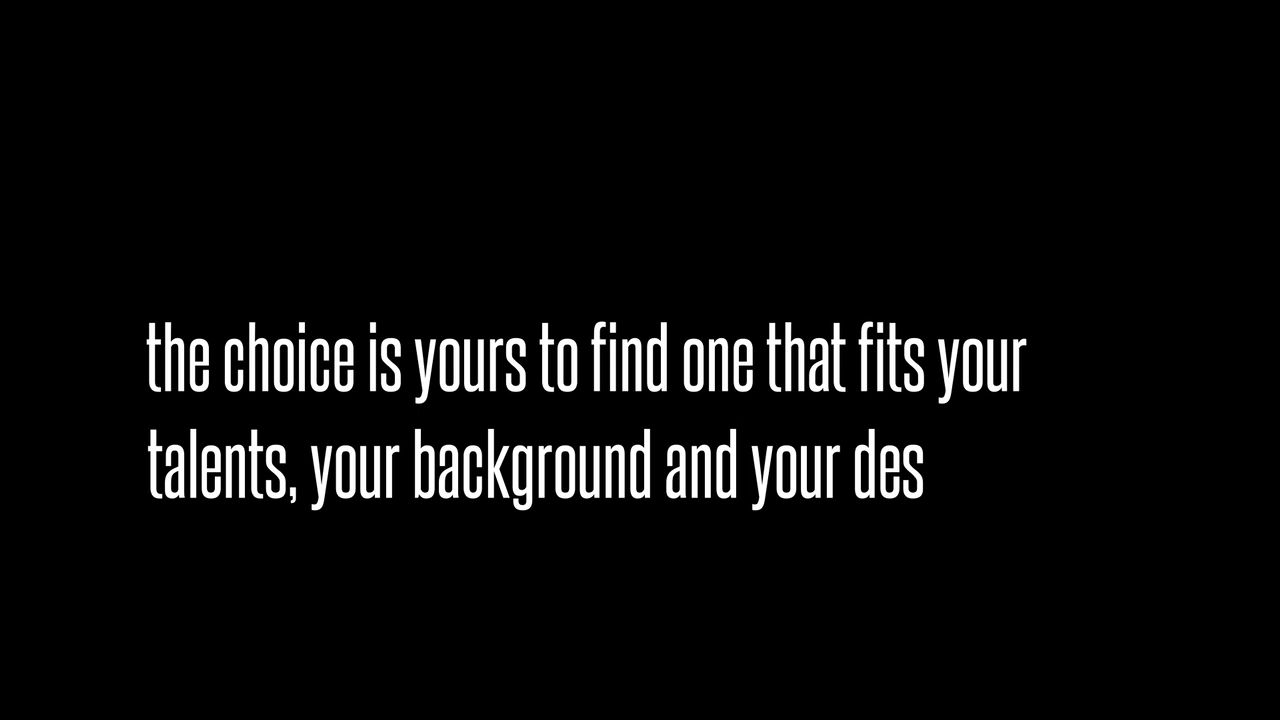 the choice is yours to find one that fits your
talents, your background and your des